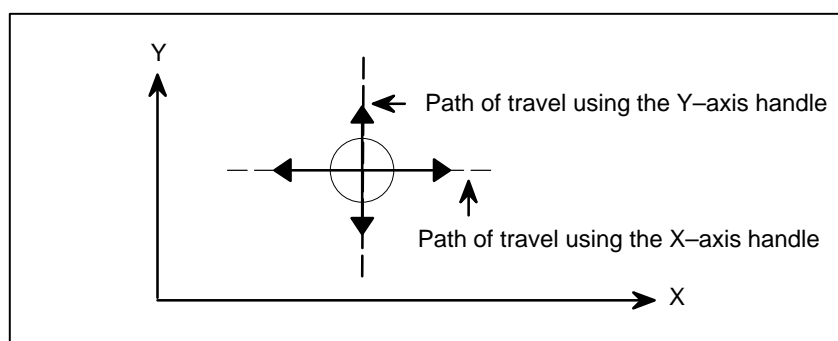 Y
Path of travel using the Y–axis handle
Path of travel using the X–axis handle
X